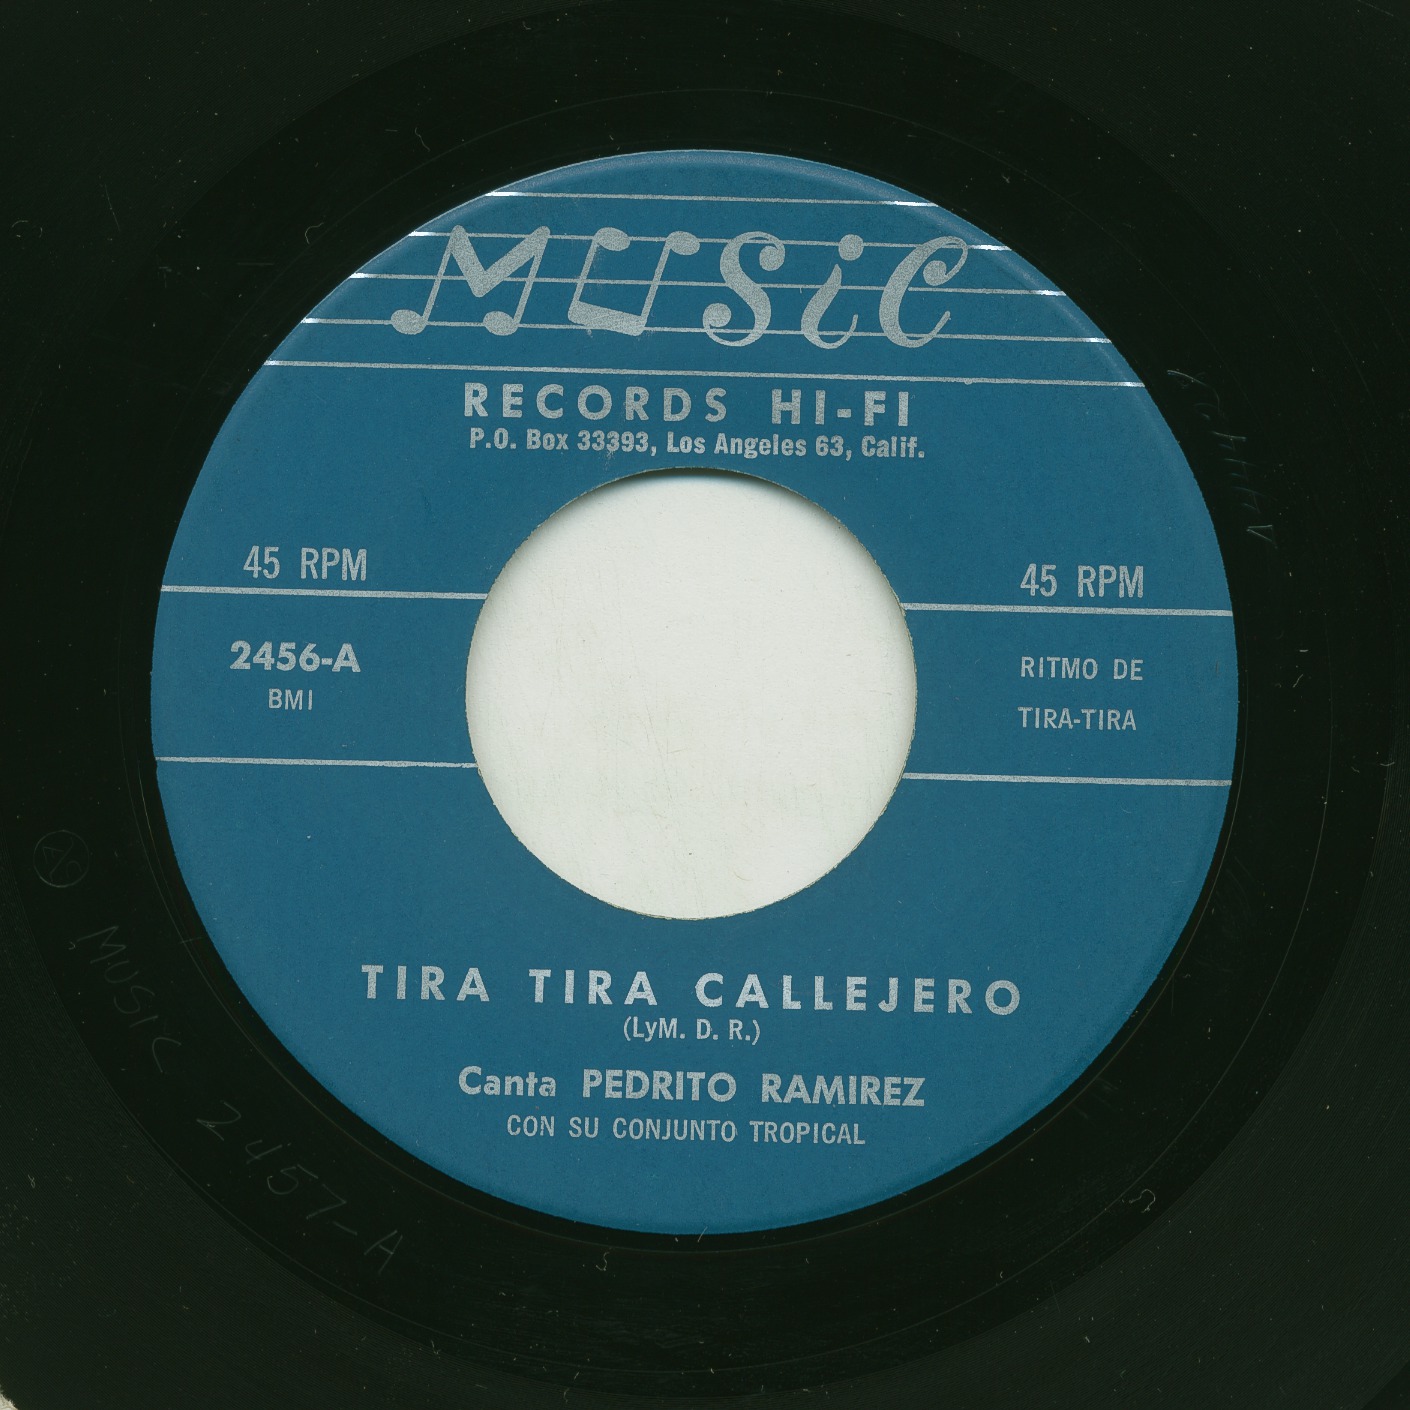 MUSIC
RECORDS HI-FI
P.O. Box 33393, Los Angeles 63, Calif.
45 RPM
45 RPM
2456-A
BMI
RITMO DE
TIRA-TIRA
TIRA TIRA CALLEJERO
(LyM. D. R.)
Canta PEDRITO RAMIREZ
CON SU CONJUNTO TROPICAL
MUSIC 2457-A